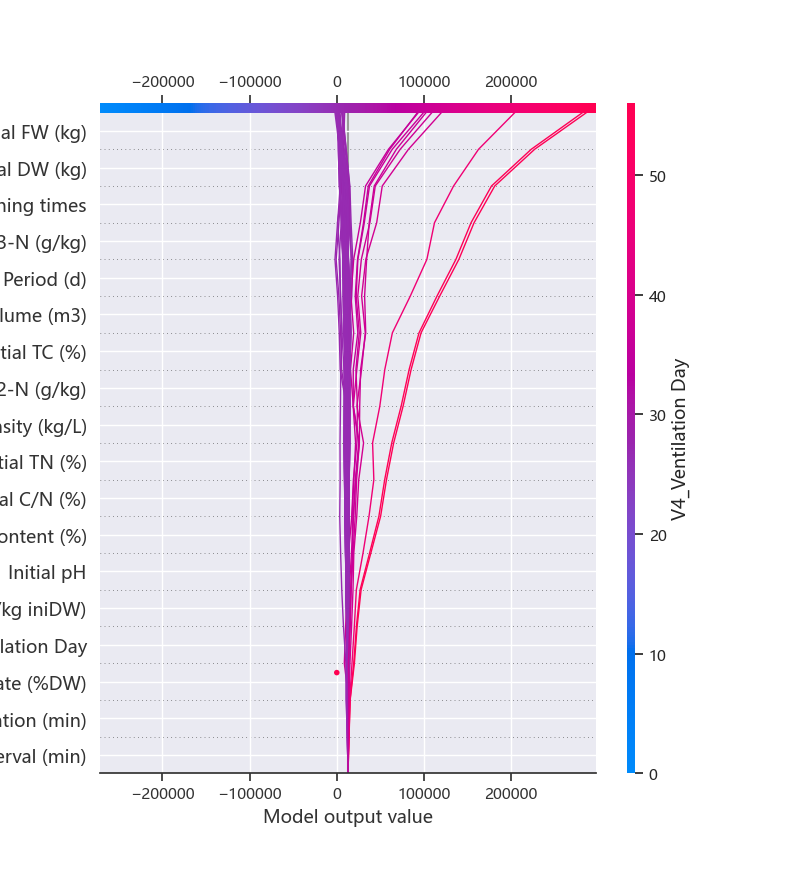 −200000 −100000 0 100000 200000
al FW (kg)
al DW (kg)
ning times
3-N (g/kg)
Period (d)
lume (m3)
tial TC (%)
2-N (g/kg)
sity (kg/L)
tial TN (%)
al C/N (%)
ontent (%)
Initial pH
/kg iniDW)
lation Day
ate (%DW)
tion (min)
erval (min)
−200000 −100000 0 100000 200000
Model output value
50
40
30
20
10
0
V4_Ventilation Day